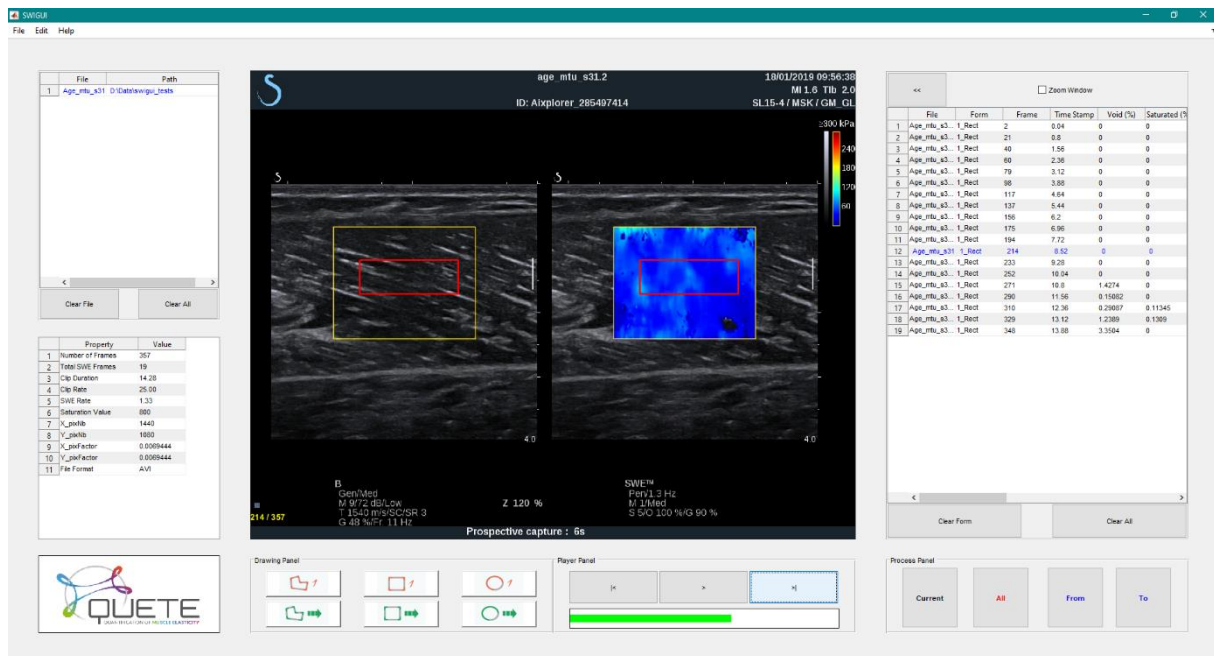 SWIGUI
File Edit Help
File Path
1 Age_mtu_s31 D:\Data\swigui_tests
Clear File Clear All
Property Value
1 Number of Frames 357
2 Total SWE Frames 19
3 Clip Duration 14.28
4 Clip Rate 25.00
5 SWE Rate 1.33
6 Saturation Value 800
7 X_pixNb 1440
8 Y_pixNb 1080
9 X_pixFactor 0.0069444
10 Y_pixFactor 0.0069444
11 File Format AVI
QUETE
QUANTIFICATION OF MUSCLE ELASTICITY
age_mtu_s31.2 18/01/2019 09:56:38
MI 1.6 TIb 2.0
ID: Aixplorer_285497414 SL15-4 / MSK / GM_GL
≥300 kPa
240
180
120
60
S S
4.0 4.0
B
Gen/Med
M 9/72 dB/Low
T 1540 m/s/SC/SR 3
G 48 %/Fr. 11 Hz
Z 120 %
SWE™
Pen/1.3 Hz
M 1/Med
S 5/O 100 %/G 90 %
214 / 357
Prospective capture : 6s
Drawing Panel
1 1 1
Player Panel
|< > >|
<< Zoom Window
File Form Frame Time Stamp Void (%) Saturated (%
1 Age_mtu_s3... 1_Rect 2 0.04 0 0
2 Age_mtu_s3... 1_Rect 21 0.8 0 0
3 Age_mtu_s3... 1_Rect 40 1.56 0 0
4 Age_mtu_s3... 1_Rect 60 2.36 0 0
5 Age_mtu_s3... 1_Rect 79 3.12 0 0
6 Age_mtu_s3... 1_Rect 98 3.88 0 0
7 Age_mtu_s3... 1_Rect 117 4.64 0 0
8 Age_mtu_s3... 1_Rect 137 5.44 0 0
9 Age_mtu_s3... 1_Rect 156 6.2 0 0
10 Age_mtu_s3... 1_Rect 175 6.96 0 0
11 Age_mtu_s3... 1_Rect 194 7.72 0 0
12 Age_mtu_s31 1_Rect 214 8.52 0 0
13 Age_mtu_s3... 1_Rect 233 9.28 0 0
14 Age_mtu_s3... 1_Rect 252 10.04 0 0
15 Age_mtu_s3... 1_Rect 271 10.8 1.4274 0
16 Age_mtu_s3... 1_Rect 290 11.56 0.15082 0
17 Age_mtu_s3... 1_Rect 310 12.36 0.29087 0.11345
18 Age_mtu_s3... 1_Rect 329 13.12 1.2389 0.1309
19 Age_mtu_s3... 1_Rect 348 13.88 3.3504 0
Clear Form Clear All
Process Panel
Current All From To